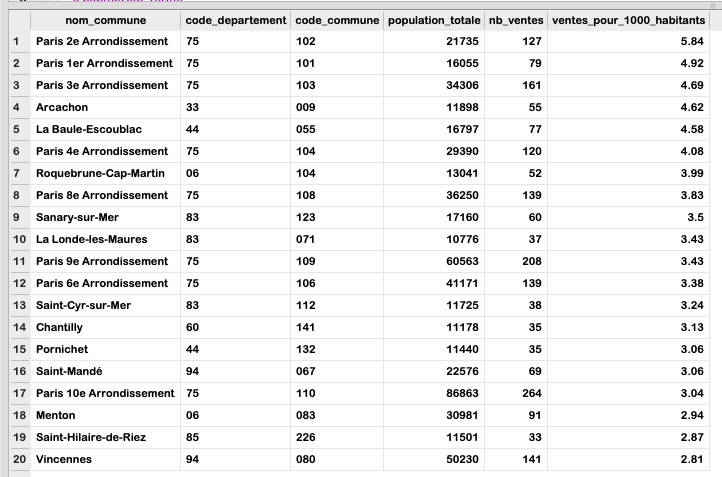 nom_commune code_departement code_commune population_totale nb_ventes ventes_pour_1000_habitants
1 Paris 2e Arrondissement 75 102 21735 127 5.84
2 Paris 1er Arrondissement 75 101 16055 79 4.92
3 Paris 3e Arrondissement 75 103 34306 161 4.69
4 Arcachon 33 009 11898 55 4.62
5 La Baule-Escoublac 44 055 16797 77 4.58
6 Paris 4e Arrondissement 75 104 29390 120 4.08
7 Roquebrune-Cap-Martin 06 104 13041 52 3.99
8 Paris 8e Arrondissement 75 108 36250 139 3.83
9 Sanary-sur-Mer 83 123 17160 60 3.5
10 La Londe-les-Maures 83 071 10776 37 3.43
11 Paris 9e Arrondissement 75 109 60563 208 3.43
12 Paris 6e Arrondissement 75 106 41171 139 3.38
13 Saint-Cyr-sur-Mer 83 112 11725 38 3.24
14 Chantilly 60 141 11178 35 3.13
15 Pornichet 44 132 11440 35 3.06
16 Saint-Mandé 94 067 22576 69 3.06
17 Paris 10e Arrondissement 75 110 86863 264 3.04
18 Menton 06 083 30981 91 2.94
19 Saint-Hilaire-de-Riez 85 226 11501 33 2.87
20 Vincennes 94 080 50230 141 2.81